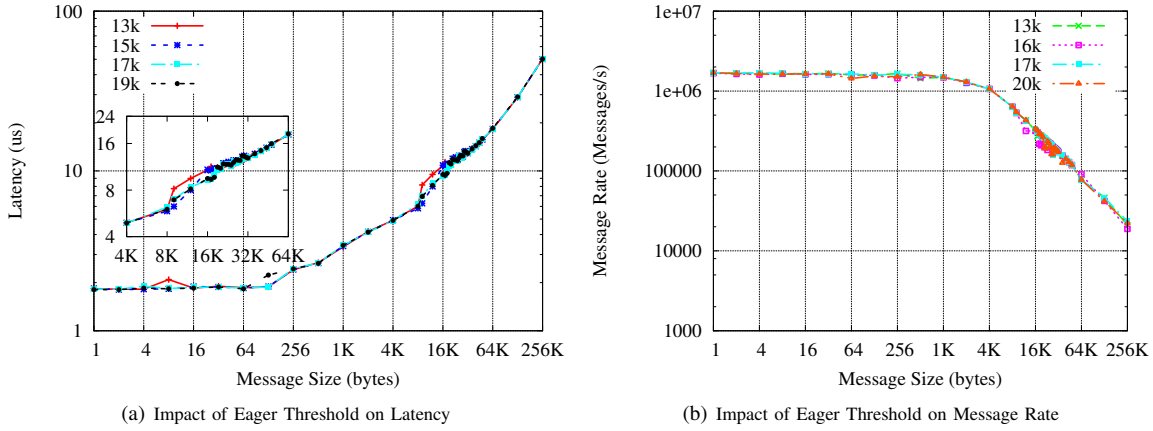 100
10
1
Latency (us)
13k
15k
17k
19k
24
16
8
4
4K 8K 16K 32K 64K
1 4 16 64 256 1K 4K 16K 64K 256K
Message Size (bytes)
(a) Impact of Eager Threshold on Latency
1e+07
1e+06
100000
10000
1000
Message Rate (Messages/s)
13k
16k
17k
20k
1 4 16 64 256 1K 4K 16K 64K 256K
Message Size (bytes)
(b) Impact of Eager Threshold on Message Rate